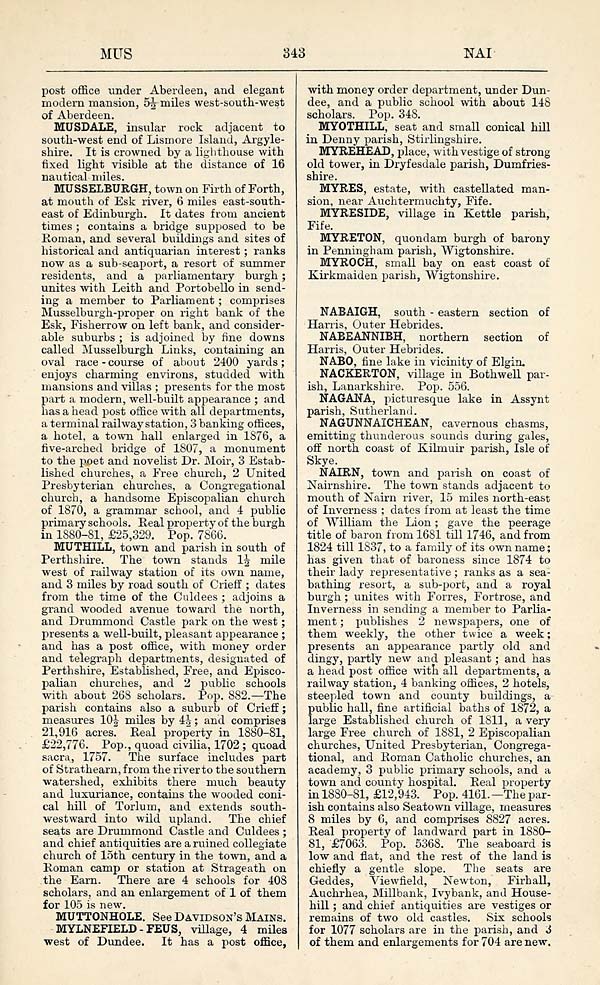 MUS 343 NAI
post office under Aberdeen, and elegant
modern mansion, 5½ miles west-south-west
of Aberdeen.
MUSDALE, insular rock adjacent to
south-west end of Lismore Island, Argyle-
shire. It is crowned by a lighthouse with
fixed light visible at the distance of 16
nautical miles.
MUSSELBURGH, town on Firth of Forth,
at mouth of Esk river, 6 miles east-south-
east of Edinburgh. It dates from ancient
times ; contains a bridge supposed to be
Roman, and several buildings and sites of
historical and antiquarian interest ; ranks
now as a sub-seaport, a resort of summer
residents, and a parliamentary burgh ;
unites with Leith and Portobello in send-
ing a member to Parliament ; comprises
Musselburgh-proper on right bank of the
Esk, Fisherrow on left bank, and consider-
able suburbs ; is adjoined by fine downs
called Musselburgh Links, containing an
oval race-course of about 2400 yards ;
enjoys charming environs, studded with
mansions and villas ; presents for the most
part a modern, well-built appearance ; and
has a head post office with all departments,
a terminal railway station, 3 banking offices,
a hotel, a town hall enlarged in 1876, a
five-arched bridge of 1807, a monument
to the poet and novelist Dr. Moir, 3 Estab-
lished churches, a Free church, 2 United
Presbyterian churches, a Congregational
church, a handsome Episcopalian church
of 1870, a grammar school, and 4 public
primary schools. Real property of the burgh
in 1880-81, £25,329. Pop. 7866.
MUTHILL, town and parish in south of
Perthshire. The town stands 1½ mile
west of railway station of its own name,
and 3 miles by road south of Crieff ; dates
from the time of the Culdees ; adjoins a
grand wooded avenue toward the north,
and Drummond Castle park on the west ;
presents a well-built, pleasant appearance ;
and has a post office, with money order
and telegraph departments, designated of
Perthshire, Established, Free, and Episco-
palian churches, and 2 public schools
with about 268 scholars. Pop. 882.—The
parish contains also a suburb of Crieff ;
measures 10½ miles by 4½ ; and comprises
21,916 acres. Real property in 1880-81,
£22,776. Pop., quoad civilia, 1702 ; quoad
sacra, 1757. The surface includes part
of Strathearn, from the river to the southern
watershed, exhibits there much beauty
and luxuriance, contains the wooded coni-
cal hill of Torlum, and extends south-
westward into wild upland. The chief
seats are Drummond Castle and Culdees ;
and chief antiquities are a ruined collegiate
church of 15th century in the town, and a
Roman camp or station at Strageath on
the Earn. There are 4 schools for 408
scholars, and an enlargement of 1 of them
for 105 is new.
MUTTONHOLE. See DAVIDSON'S MAINS.
MYLNEFIELD-FEUS, village, 4 miles
west of Dundee. It has a post office,
with money order department, under Dun-
dee, and a public school with about 148
scholars. Pop. 348.
MYOTHILL, seat and small conical hill
in Denny parish, Stirlingshire.
MYREHEAD, place, with vestige of strong
old tower, in Dryfesdale parish, Dumfries-
shire.
MYRES, estate, with castellated man-
sion, near Auchtermuchty, Fife.
MYRESIDE, village in Kettle parish,
Fife.
MYRETON, quondam burgh of barony
in Penningham parish, Wigtonshire.
MYROCH, small bay on east coast of
Kirkmaiden parish, Wigtonshire.
NABAIGH, south-eastern section of
Harris, Outer Hebrides.
NABEANNIBH, northern section of
Harris, Outer Hebrides.
NABO, fine lake in vicinity of Elgin.
NACKERTON, village in Bothwell par-
ish, Lanarkshire. Pop. 556.
NAGANA, picturesque lake in Assynt
parish, Sutherland.
NAGUNNAICHEAN, cavernous chasms,
emitting thunderous sounds during gales,
off north coast of Kilmuir parish, Isle of
Skye.
NAIRN, town and parish on coast of
Nairnshire. The town stands adjacent to
mouth of Nairn river, 15 miles north-east
of Inverness ; dates from at least the time
of William the Lion ; gave the peerage
title of baron from 1681 till 1746, and from
1824 till 1837, to a family of its own name ;
has given that of baroness since 1874 to
their lady representative ; ranks as a sea-
bathing resort, a sub-port, and a royal
burgh ; unites with Forres, Fortrose, and
Inverness in sending a member to Parlia-
ment ; publishes 2 newspapers, one of
them weekly, the other twice a week ;
presents an appearance partly old and
dingy, partly new and pleasant ; and has
a head post office with all departments, a
railway station, 4 banking offices, 2 hotels,
steepled town and county buildings, a
public hall, fine artificial baths of 1872, a
large Established church of 1811, a very
large Free church of 1881, 2 Episcopalian
churches, United Presbyterian, Congrega-
tional, and Roman Catholic churches, an
academy, 3 public primary schools, and a
town and county hospital. Real property
in 1880-81, £12,943. Pop. 4161.—The par-
ish contains also Seatown village, measures
8 miles by 6, and comprises 8827 acres.
Real property of landward part in 1880-
81, £7063. Pop. 5368. The seaboard is
low and flat, and the rest of the land is
chiefly a gentle slope. The seats are
Geddes, Viewfield, Newton, Firhall,
Auchrhea, Millbank, Ivybank, and House-
hill ; and chief antiquities are vestiges or
remains of two old castles. Six schools
for 1077 scholars are in the parish, and 3
of them and enlargements for 704 are new.